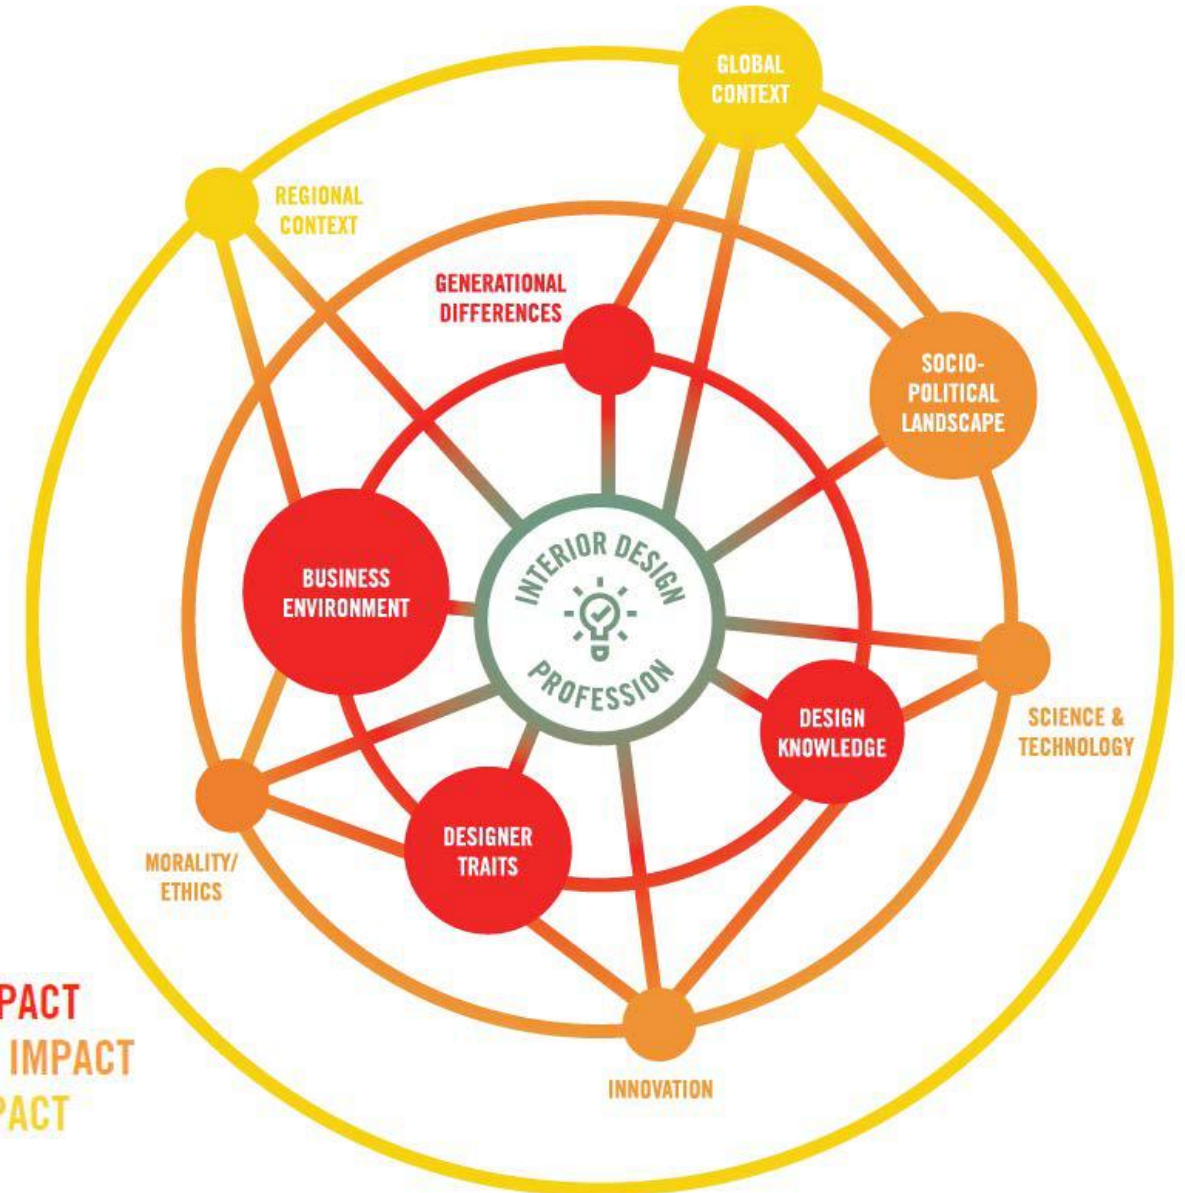 GLOBAL
CONTEXT
REGIONAL
CONTEXT
GENERATIONAL
DIFFERENCES
SOCIO-
POLITICAL
LANDSCAPE
BUSINESS
ENVIRONMENT
INTERIOR DESIGN
PROFESSION
DESIGN
KNOWLEDGE
SCIENCE &
TECHNOLOGY
DESIGNER
TRAITS
MORALITY/
ETHICS
INNOVATION
PACT
IMPACT
PACT